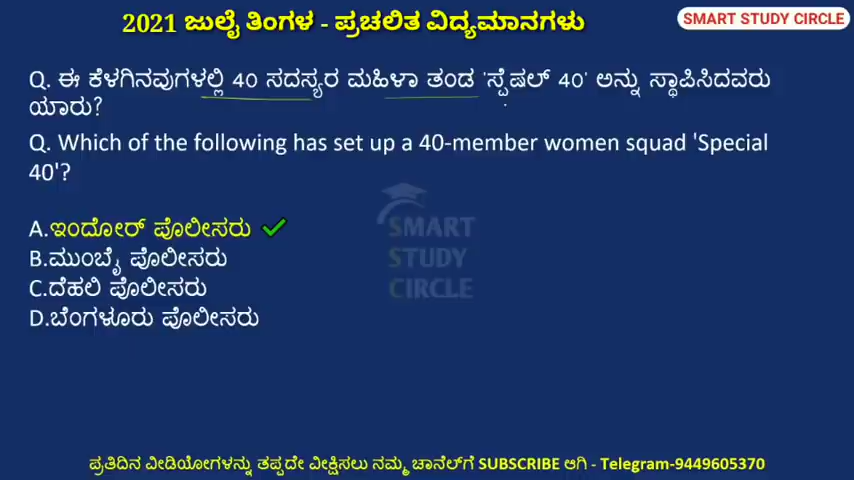 2021 ಜುಲೈ ತಿಂಗಳ - ಪ್ರಚಲಿತ ವಿದ್ಯಮಾನಗಳು
SMART STUDY CIRCLE
Q. ಈ ಕೆಳಗಿನವುಗಳಲ್ಲಿ 40 ಸದಸ್ಯರ ಮಹಿಳಾ ತಂಡ 'ಸ್ಪೆಷಲ್ 40' ಅನ್ನು ಸ್ಥಾಪಿಸಿದವರು
ಯಾರು?
Q. Which of the following has set up a 40-member women squad 'Special
40'?
A.ಇಂದೋರ್ ಪೊಲೀಸರು
B.ಮುಂಬೈ ಪೊಲೀಸರು
C.ದೆಹಲಿ ಪೊಲೀಸರು
D.ಬೆಂಗಳೂರು ಪೊಲೀಸರು
SMART
STUDY
CIRCLE
ಪ್ರತಿದಿನ ವೀಡಿಯೋಗಳನ್ನು ತಪ್ಪದೇ ವೀಕ್ಷಿಸಲು ನಮ್ಮ ಚಾನೆಲ್‌ಗೆ SUBSCRIBE ಆಗಿ - Telegram-9449605370